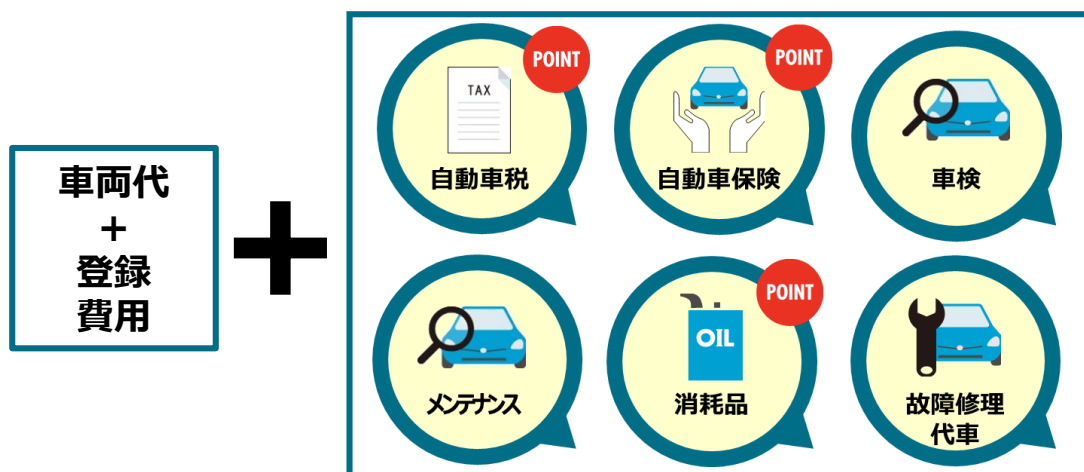 車両代
+
登録
費用
+
POINT
TAX
自動車税
POINT
自動車保険
車検
メンテナンス
POINT
OIL
消耗品
故障修理
代車